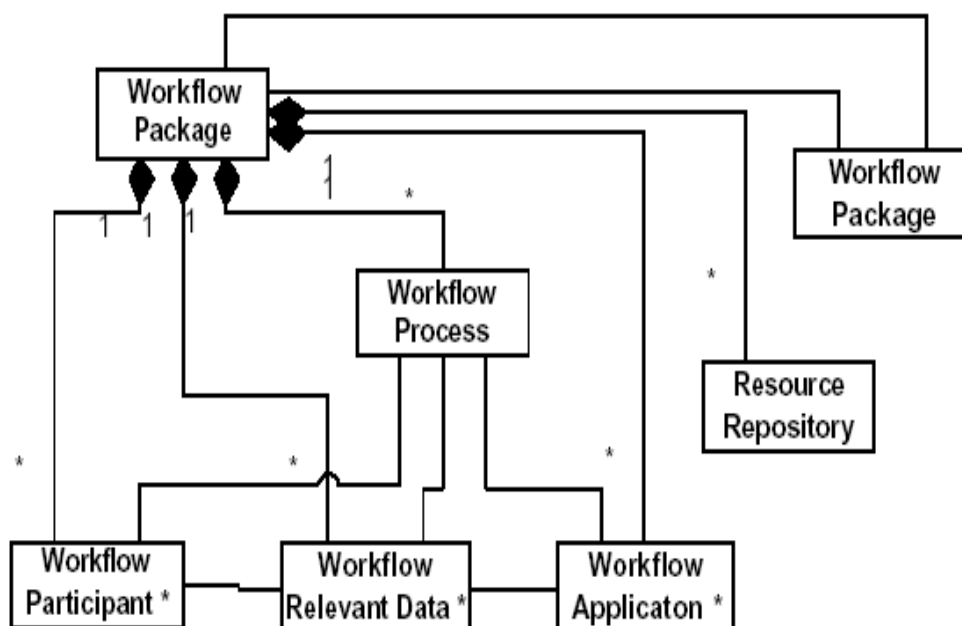 Workflow
Package
1
1
*
1
1
1
Workflow
Package
Workflow
Process
*
Resource
Repository
*
*
*
Workflow
Participant *
Workflow
Relevant Data *
Workflow
Applicaton *